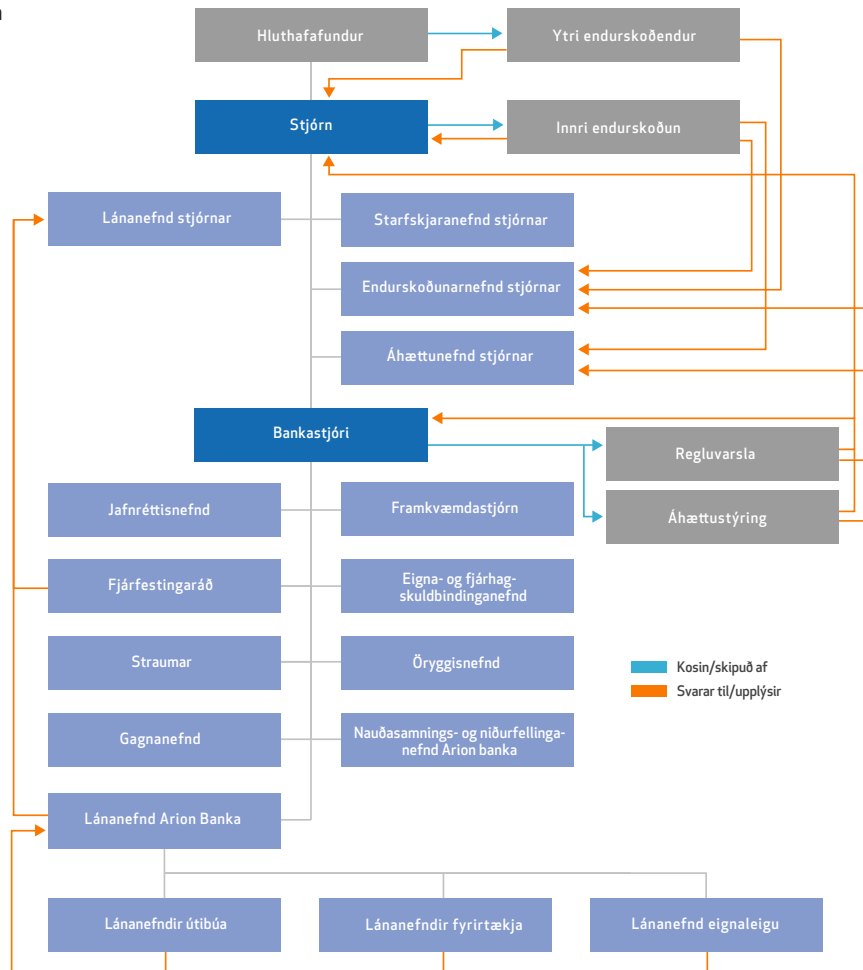 Hluthafafundur
Ytri endurskoðendur
Stjórn
Innri endurskoðun
Lánanefnd stjórnar
Starfskjaranefnd stjórnar
Endurskoðunarnefnd stjórnar
Áhættunefnd stjórnar
Bankastjóri
Regluvarsla
Áhættustýring
Jafnréttisnefnd
Framkvæmdastjórn
Fjárfestingaráð
Eigna- og fjárhag-
skuldbindinganefnd
Straumar
Öryggisnefnd
Kosin/skipuð af
Svarar til/upplýsir
Gagnanefnd
Nauðasamnings- og niðurfellinga-
nefnd Arion banka
Lánanefnd Arion Banka
Lánanefndir útibúa
Lánanefndir fyrirtækja
Lánanefnd eignaleigu